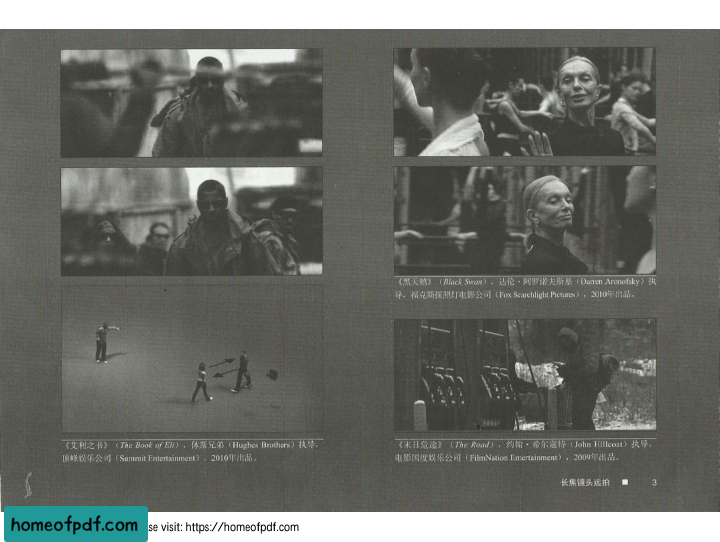 《艾利之书》（The Book of Eli），休斯兄弟（Hughes Brothers）执导，
顶峰娱乐公司（Summit Entertainment），2010年出品。
《黑天鹅》（Black Swan），达伦·阿罗诺夫斯基（Darren Aronofsky）执
导，福克斯探照灯电影公司（Fox Searchlight Pictures），2010年出品。
《末日危途》（The Road），约翰·希尔寇特（John Hillcoat）执导，
电影国度娱乐公司（FilmNation Entertainment），2009年出品。
长焦镜头远拍 ■ 3
homeofpdf.com
se visit: https://homeofpdf.com